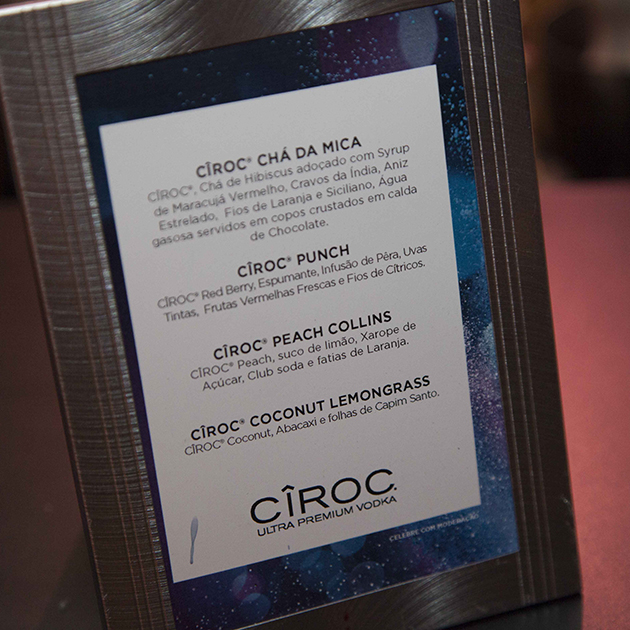 CÎROC® CHÁ DA MICA
CÎROC®, Chá de Hibiscus adoçado com Syrup
de Maracujá Vermelho, Cravos da Índia, Aniz
Estrelado, Fios de Laranja e Siciliano, Água
gasosa servidos em copos crustados em calda
de Chocolate.
CÎROC® PUNCH
CÎROC® Red Berry, Espumante, Infusão de Pêra, Uvas
Tintas, Frutas Vermelhas Frescas e Fios de Cítricos.
CÎROC® PEACH COLLINS
CÎROC® Peach, suco de limão, Xarope de
Açúcar, Club soda e fatias de Laranja.
CÎROC® COCONUT LEMONGRASS
CÎROC® Coconut, Abacaxi e folhas de Capim Santo.
CÎROC®
ULTRA PREMIUM VODKA
CELEBRE COM MODERAÇÃO